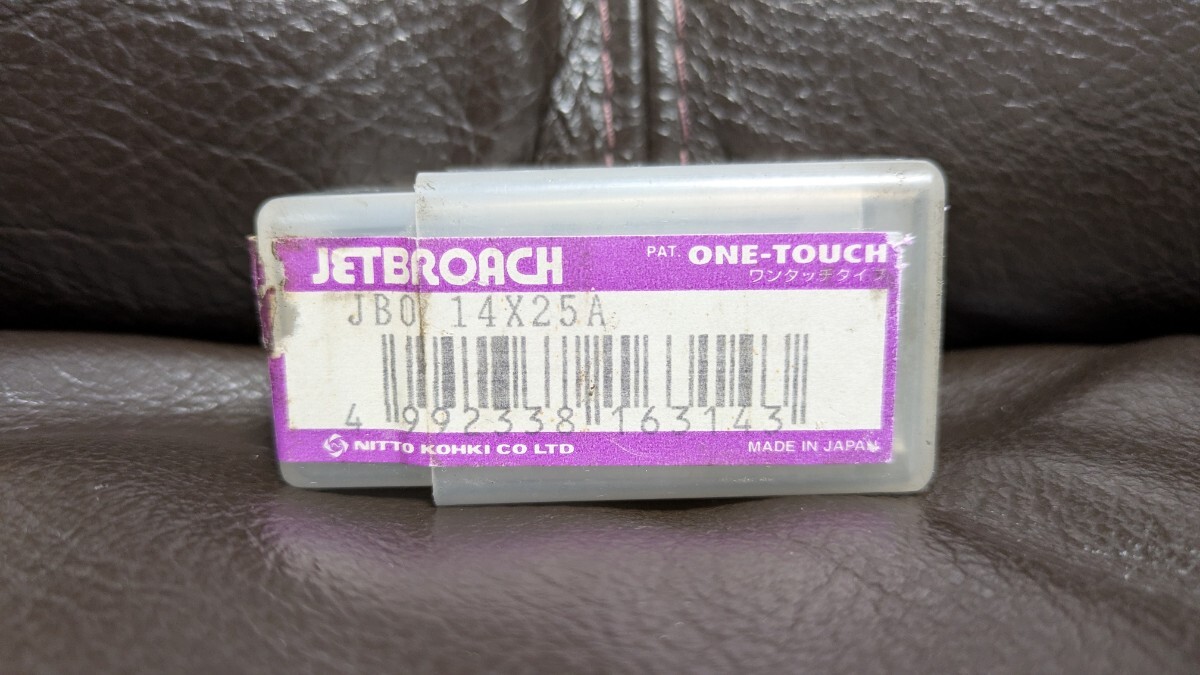 JETBROACH
PAT. ONE-TOUCH
ワンタッチタイプ
JBO 14X25A
4 992338 163143
NITTO KOHKI CO LTD
MADE IN JAPAN